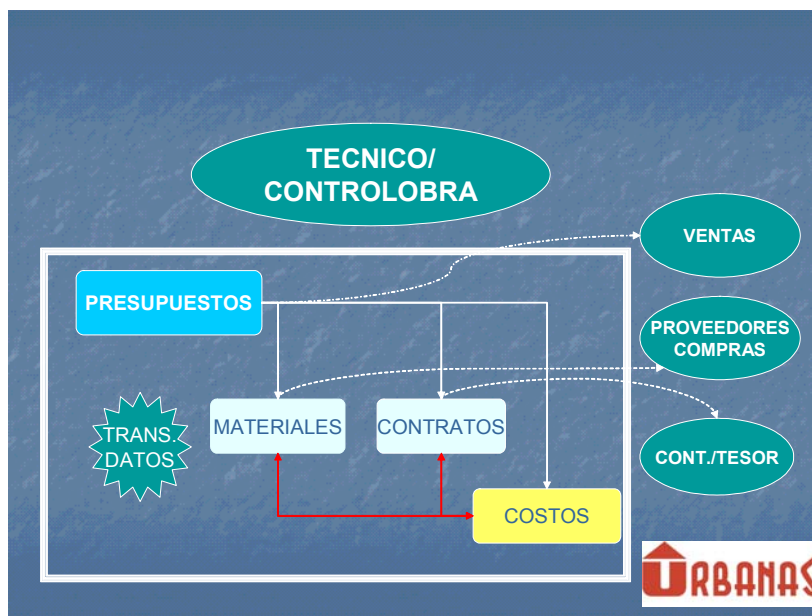 TECNICO/
CONTROLOBRA
VENTAS
PRESUPUESTOS
PROVEEDORES
COMPRAS
MATERIALES
CONTRATOS
TRANS.
DATOS
CONT./TESOR
COSTOS
URBANAS